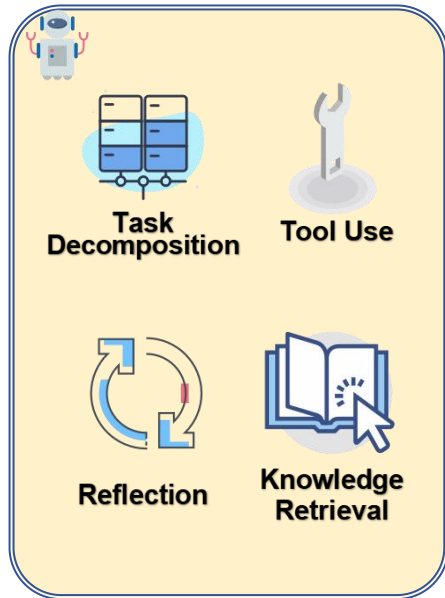 Task
Decomposition
Tool Use
Reflection
Knowledge
Retrieval